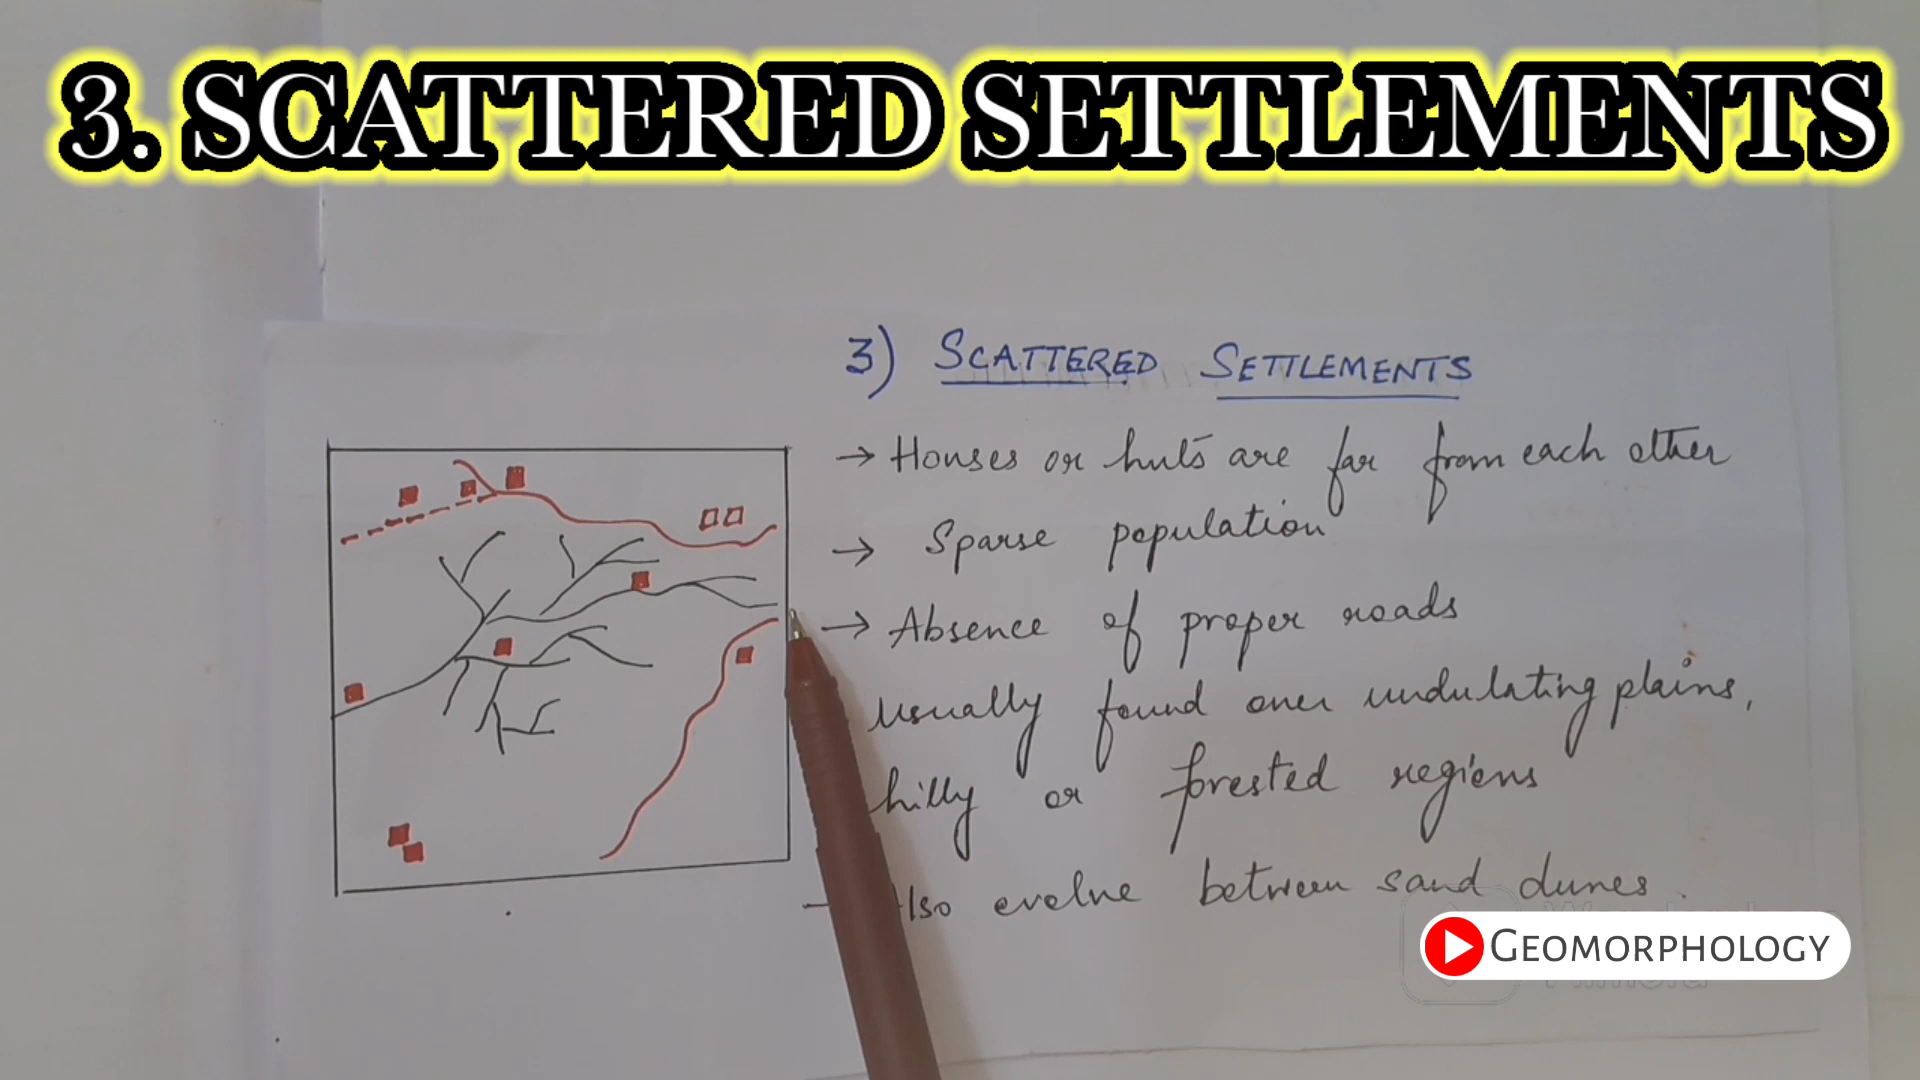 3. SCATTERED SETTLEMENTS
3) SCATTERED SETTLEMENTS
→ Houses or huts are far from each other
→ Sparse population
→ Absence of proper roads
usually found over undulating plains,
hilly or forested regions
Also evolve between sand dunes.
GEOMORPHOLOGY